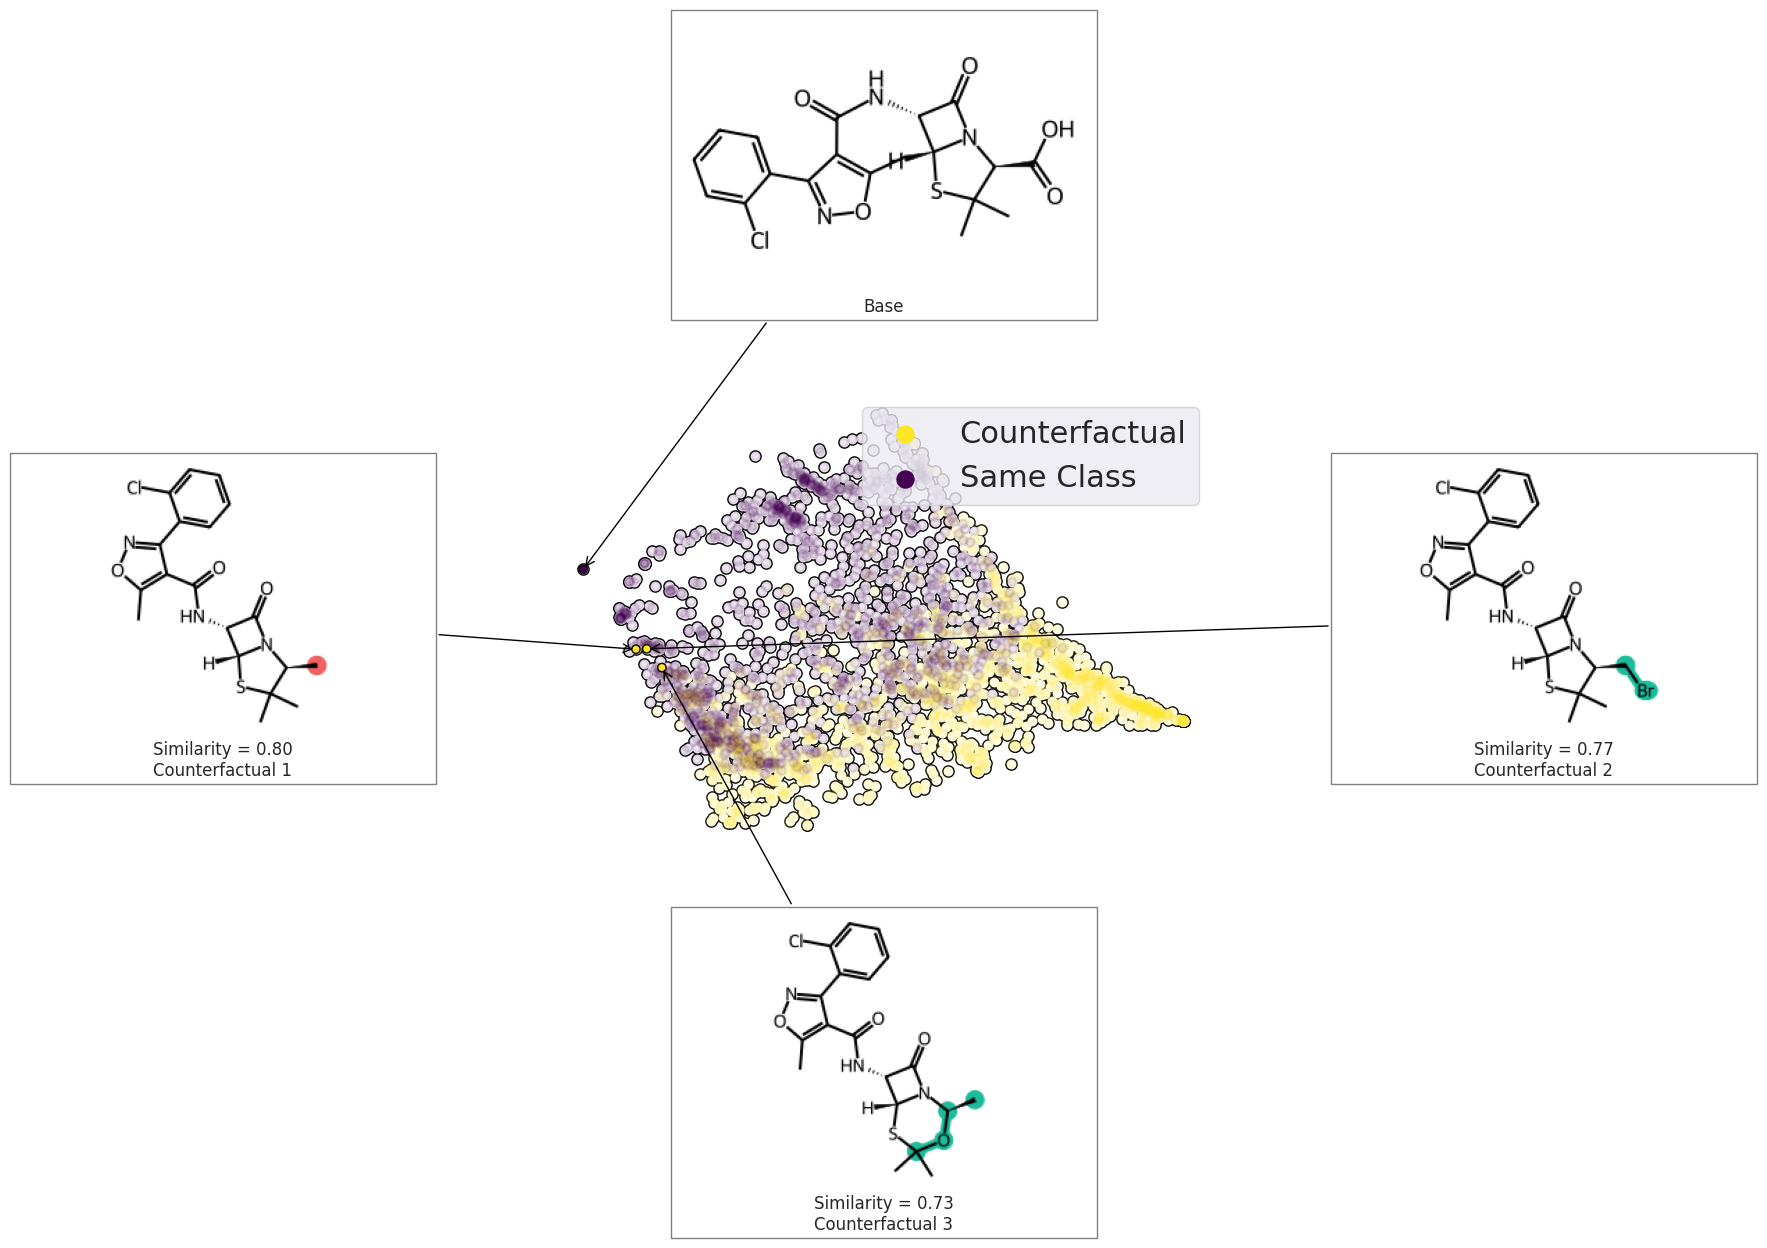 H
N
O
O
N
OH
H
S
O
N
O
Cl
Base
Counterfactual
Same Class
Cl
N
O
O
HN
O
N
H
S
Similarity = 0.80
Counterfactual 1
Cl
N
O
O
HN
O
N
H
S
Br
Similarity = 0.77
Counterfactual 2
Cl
N
O
O
HN
O
N
H
S
O
Similarity = 0.73
Counterfactual 3